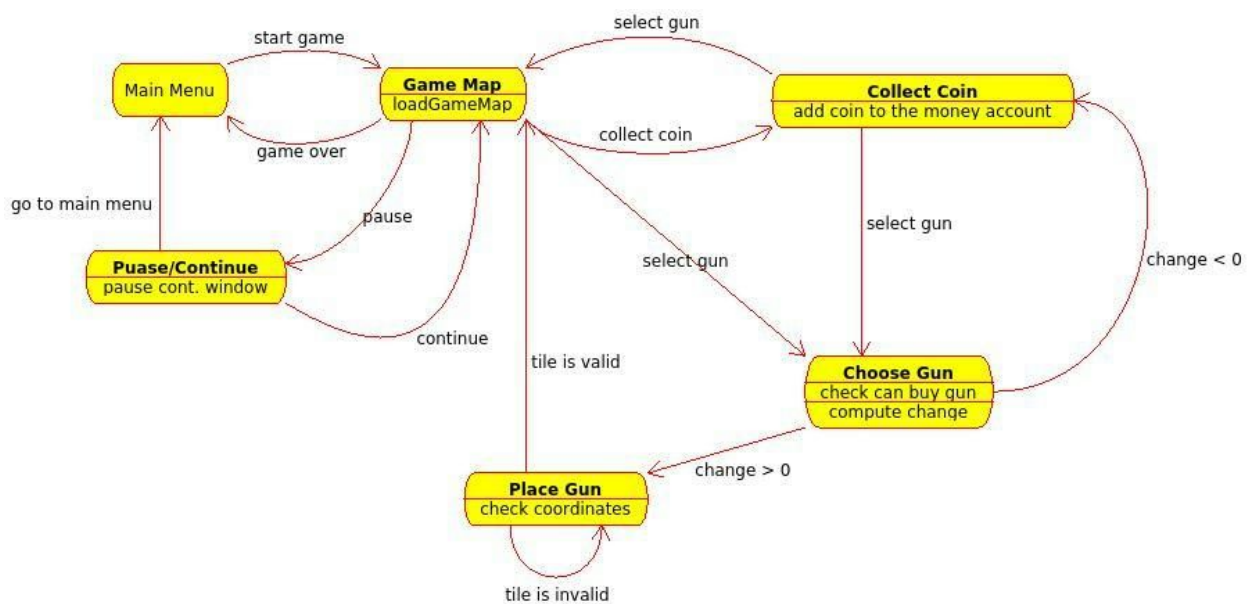 start game
select gun
Main Menu
Game Map
loadGameMap
Collect Coin
add coin to the money account
collect coin
game over
go to main menu
pause
select gun
select gun
change < 0
Puase/Continue
pause cont. window
continue
tile is valid
Choose Gun
check can buy gun
compute change
change > 0
Place Gun
check coordinates
tile is invalid